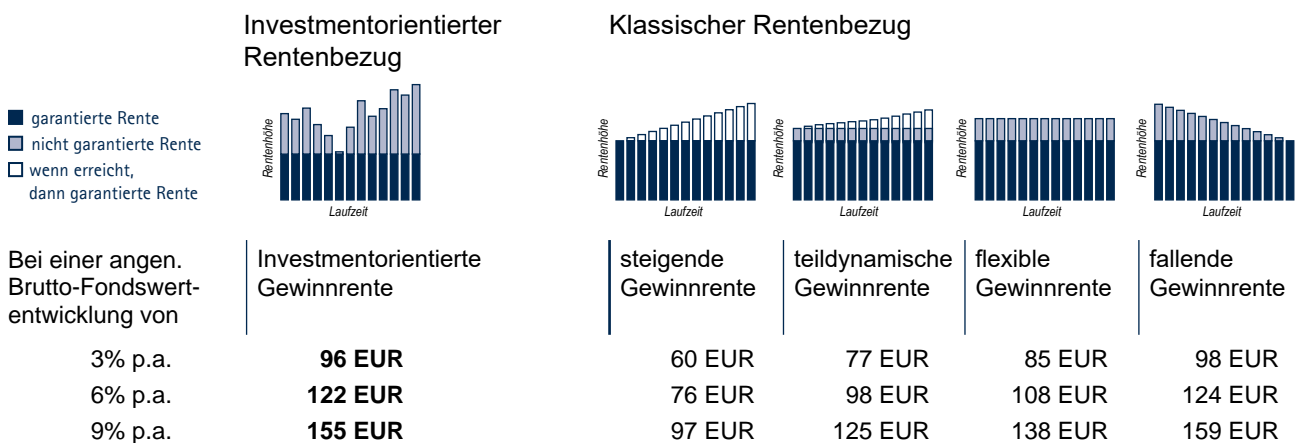 Investmentorientierter
Rentenbezug
Klassischer Rentenbezug
garantierte Rente
nicht garantierte Rente
wenn erreicht,
dann garantierte Rente
Rentenhöhe
Laufzeit
Rentenhöhe
Laufzeit
Rentenhöhe
Laufzeit
Rentenhöhe
Laufzeit
Rentenhöhe
Laufzeit
Bei einer angen.
Brutto-Fondswert-
entwicklung von
Investmentorientierte
Gewinnrente
steigende
Gewinnrente
teildynamische
Gewinnrente
flexible
Gewinnrente
fallende
Gewinnrente
3% p.a. 96 EUR 60 EUR 77 EUR 85 EUR 98 EUR
6% p.a. 122 EUR 76 EUR 98 EUR 108 EUR 124 EUR
9% p.a. 155 EUR 97 EUR 125 EUR 138 EUR 159 EUR